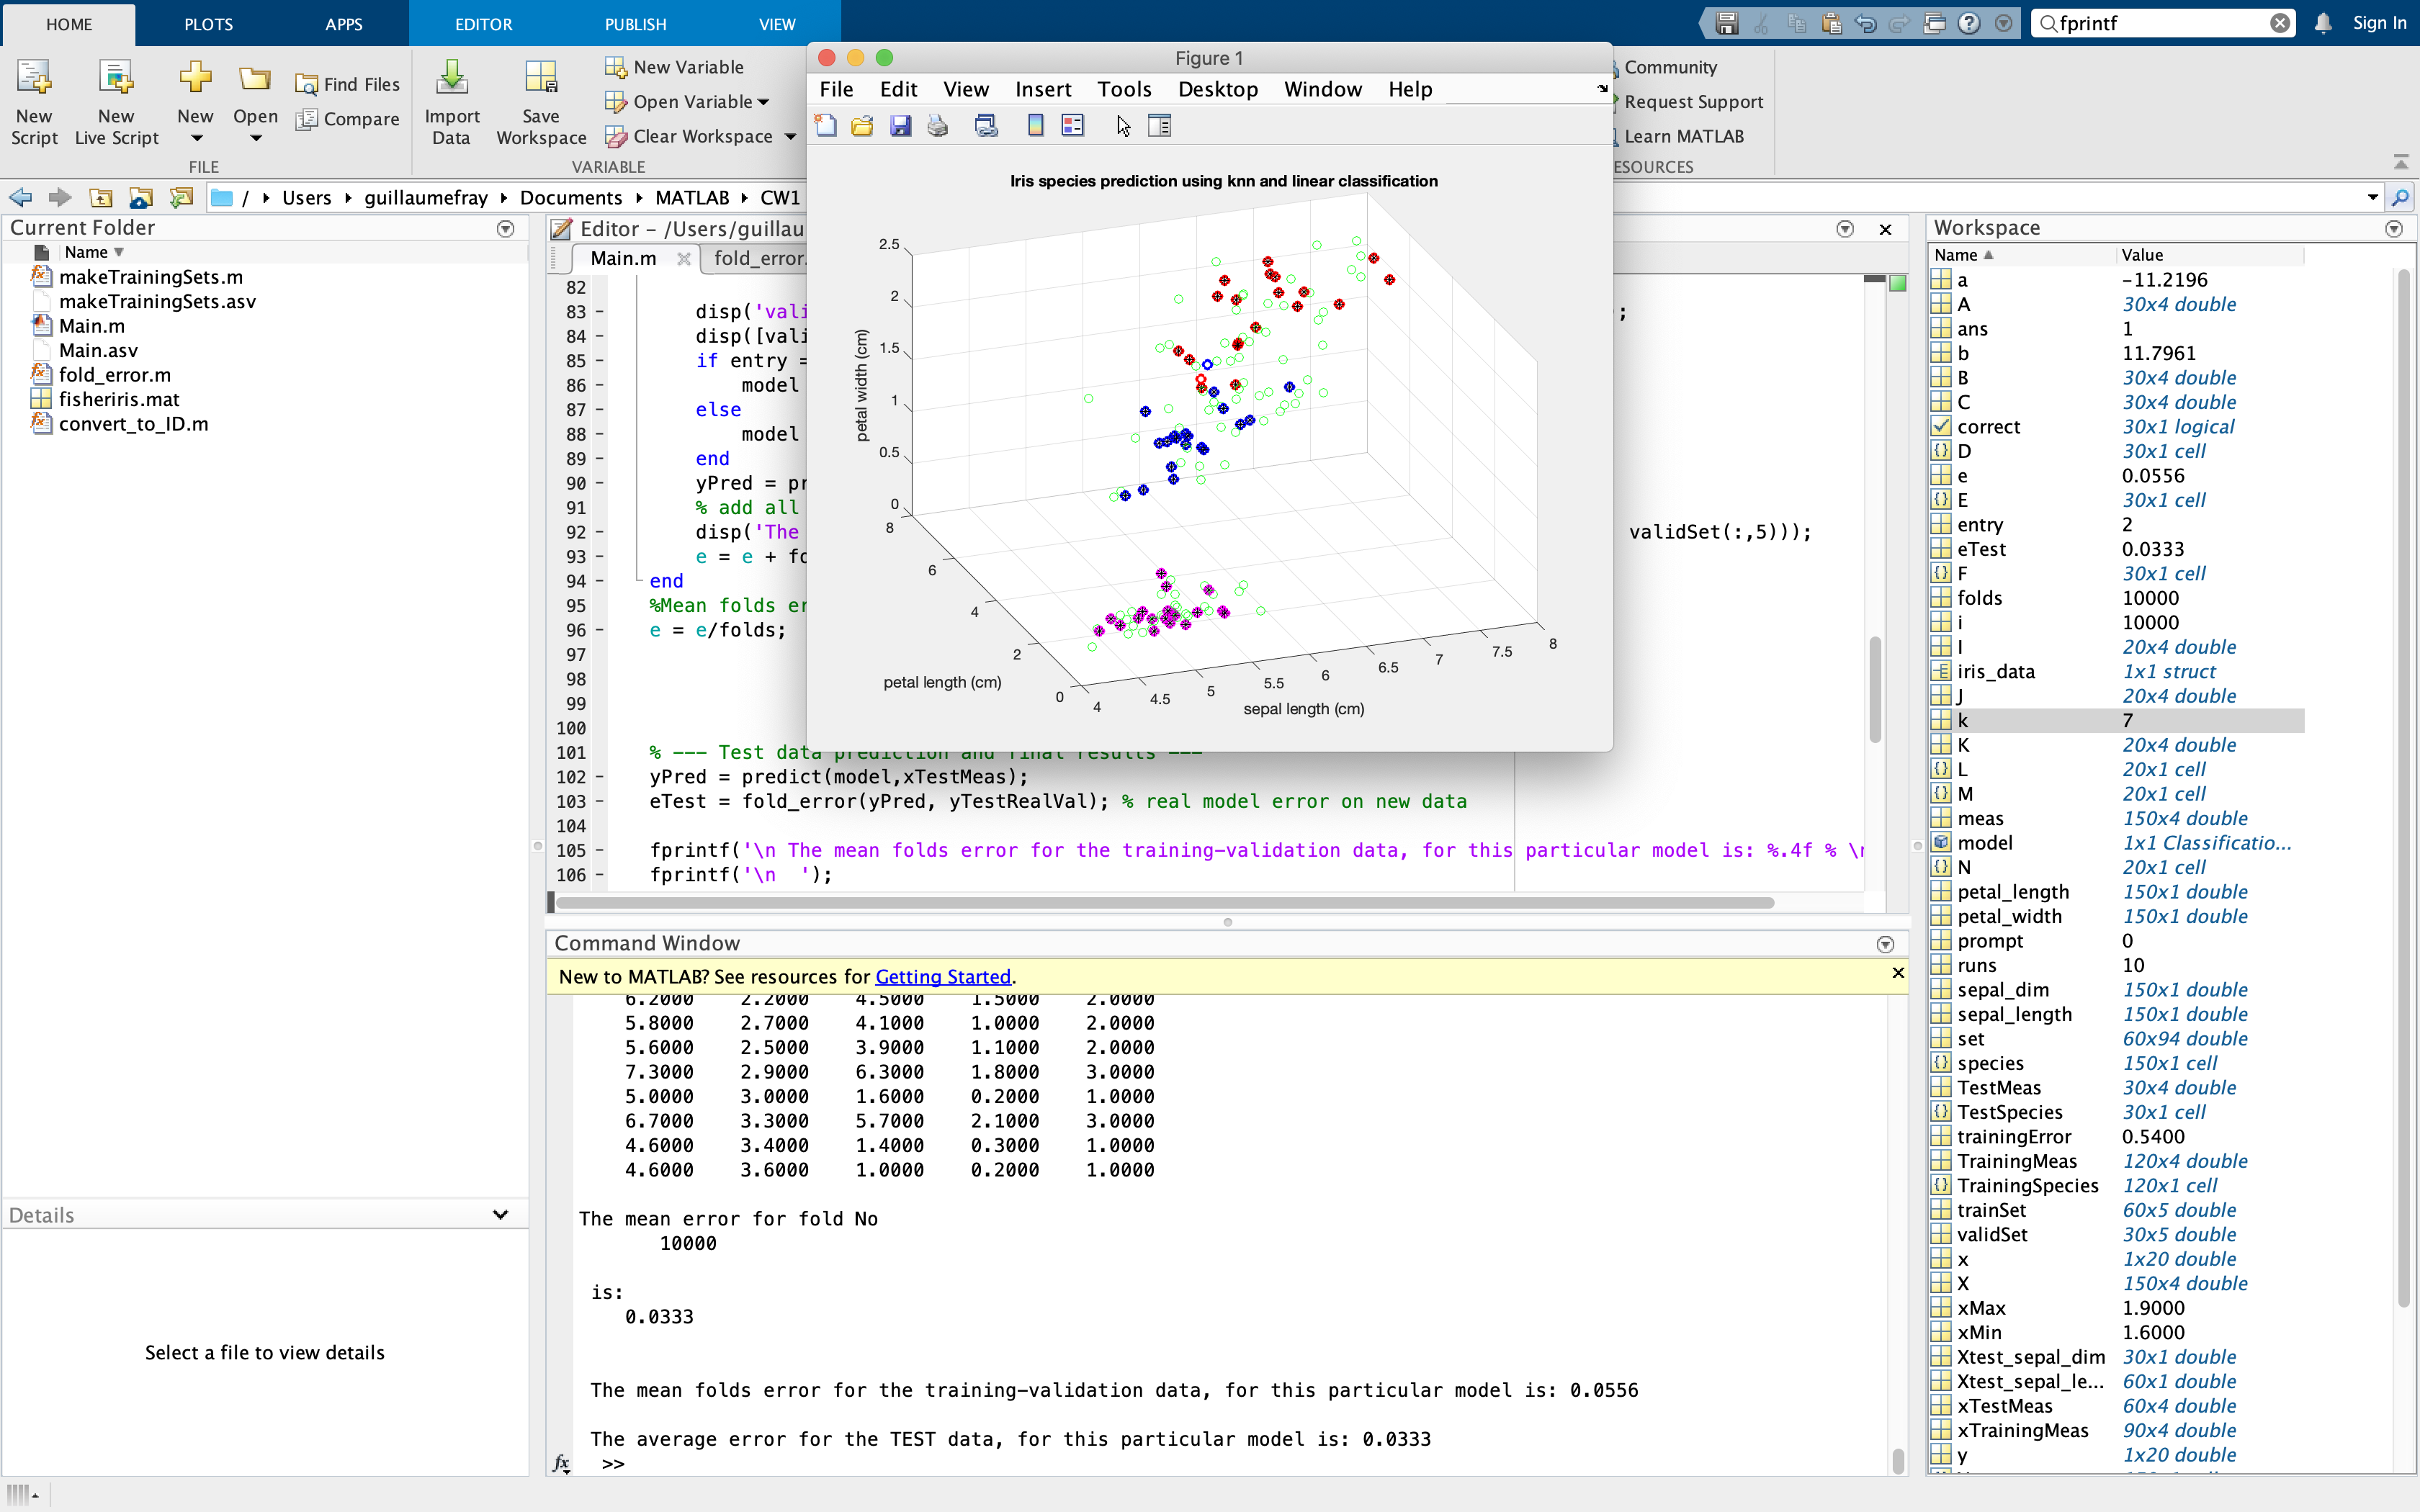 HOME PLOTS APPS EDITOR PUBLISH VIEW fprintf Sign In
New Script
New Live Script
New
Open
Find Files
Compare
Import Data
Save Workspace
New Variable
Open Variable
Clear Workspace
FILE VARIABLE
Community
Request Support
Learn MATLAB
ESOURCES
/ Users guillaumefray Documents MATLAB CW1
Current Folder
Name
makeTrainingSets.m
makeTrainingSets.asv
Main.m
Main.asv
fold_error.m
fisheriris.mat
convert_to_ID.m
Details
Select a file to view details
Editor – /Users/guillau
Main.m fold_error.
82
83 – disp('vali ;
84 – disp([vali
85 – if entry =
86 – model
87 – else
88 – model
89 – end
90 – yPred = pr
91 % add all
92 – disp('The validSet(:,5)));
93 – e = e + fo
94 – end
95 %Mean folds er
96 – e = e/folds;
97
98
99
100
101 % --- Test data prediction and final results ---
102 – yPred = predict(model,xTestMeas);
103 – eTest = fold_error(yPred, yTestRealVal); % real model error on new data
104
105 – fprintf('\n The mean folds error for the training-validation data, for this particular model is: %.4f % \n
106 – fprintf('\n  ');
Figure 1
File Edit View Insert Tools Desktop Window Help
Iris species prediction using knn and linear classification
2.5
2
1.5
1
0.5
0
petal width (cm)
8
6
4
2
0
petal length (cm)
4 4.5 5 5.5 6 6.5 7 7.5 8
sepal length (cm)
Command Window
New to MATLAB? See resources for Getting Started.
6.2000 2.2000 4.5000 1.5000 2.0000
5.8000 2.7000 4.1000 1.0000 2.0000
5.6000 2.5000 3.9000 1.1000 2.0000
7.3000 2.9000 6.3000 1.8000 3.0000
5.0000 3.0000 1.6000 0.2000 1.0000
6.7000 3.3000 5.7000 2.1000 3.0000
4.6000 3.4000 1.4000 0.3000 1.0000
4.6000 3.6000 1.0000 0.2000 1.0000
The mean error for fold No
10000
is:
0.0333
The mean folds error for the training-validation data, for this particular model is: 0.0556
The average error for the TEST data, for this particular model is: 0.0333
fx >>
Workspace
Name Value
a -11.2196
A 30x4 double
ans 1
b 11.7961
B 30x4 double
C 30x4 double
correct 30x1 logical
D 30x1 cell
e 0.0556
E 30x1 cell
entry 2
eTest 0.0333
F 30x1 cell
folds 10000
i 10000
I 20x4 double
iris_data 1x1 struct
J 20x4 double
k 7
K 20x4 double
L 20x1 cell
M 20x1 cell
meas 150x4 double
model 1x1 Classificatio...
N 20x1 cell
petal_length 150x1 double
petal_width 150x1 double
prompt 0
runs 10
sepal_dim 150x1 double
sepal_length 150x1 double
set 60x94 double
species 150x1 cell
TestMeas 30x4 double
TestSpecies 30x1 cell
trainingError 0.5400
TrainingMeas 120x4 double
TrainingSpecies 120x1 cell
trainSet 60x5 double
validSet 30x5 double
x 1x20 double
X 150x4 double
xMax 1.9000
xMin 1.6000
Xtest_sepal_dim 30x1 double
Xtest_sepal_le... 60x1 double
xTestMeas 60x4 double
xTrainingMeas 90x4 double
y 1x20 double